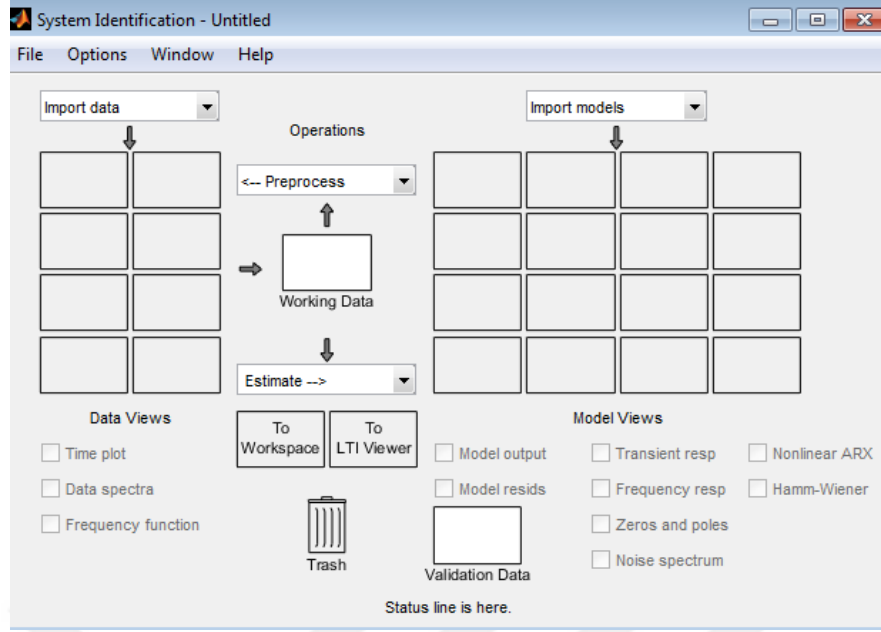 System Identification - Untitled
File Options Window Help
Import data
Import models
Operations
<-- Preprocess
Working Data
Estimate -->
Data Views
Model Views
To Workspace
To LTI Viewer
Time plot
Data spectra
Frequency function
Model output
Transient resp
Nonlinear ARX
Model resids
Frequency resp
Hamm-Wiener
Zeros and poles
Noise spectrum
Trash
Validation Data
Status line is here.